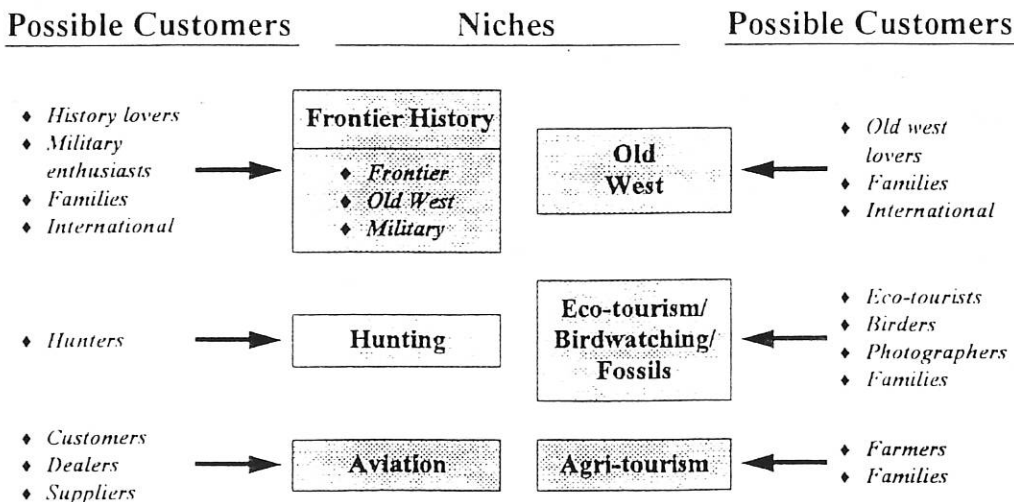 Possible Customers
Niches
Possible Customers
♦ History lovers
♦ Military
enthusiasts
♦ Families
♦ International
Frontier History
♦ Frontier
♦ Old West
♦ Military
Old
West
♦ Old west
lovers
♦ Families
♦ International
♦ Hunters
Hunting
Eco-tourism/
Birdwatching/
Fossils
♦ Eco-tourists
♦ Birders
♦ Photographers
♦ Families
♦ Customers
♦ Dealers
♦ Suppliers
Aviation
Agri-tourism
♦ Farmers
♦ Families